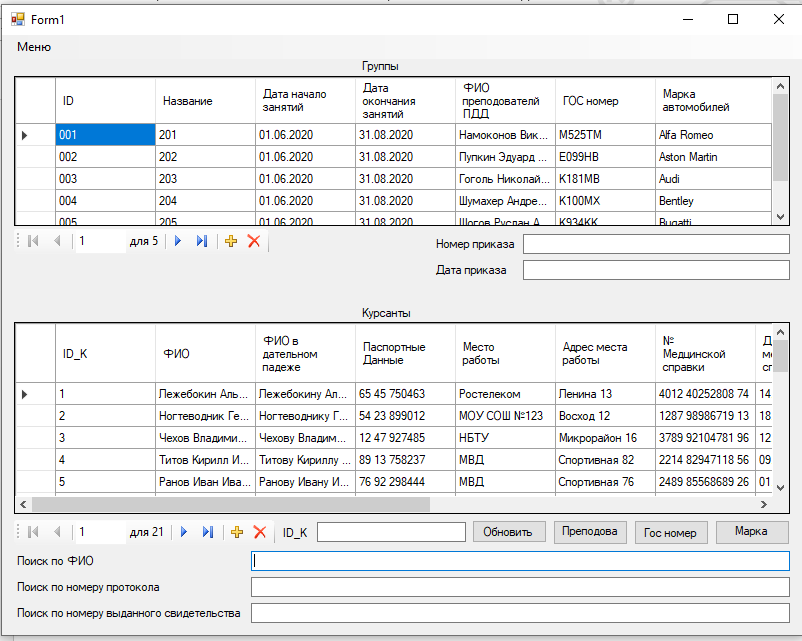 Form1
Меню
Группы
ID Название Дата начало занятий Дата окончания занятий ФИО преподователй ПДД ГОС номер Марка автомобилей
001 201 01.06.2020 31.08.2020 Намоконов Вик... M525TM Alfa Romeo
002 202 01.06.2020 31.08.2020 Пупкин Эдуард ... E099HB Aston Martin
003 203 01.06.2020 31.08.2020 Гоголь Николай... K181MB Audi
004 204 01.06.2020 31.08.2020 Шумахер Андре... K100MX Bentley
005 205 01.06.2020 31.08.2020 Шогов Руслан А... K934KK Bugatti
1 для 5
Номер приказа
Дата приказа
Курсанты
ID_K ФИО ФИО в дательном падеже Паспортные Данные Место работы Адрес места работы № Медцинской справки
1 Лежебокин Аль... Лежебокину Ал... 65 45 750463 Ростелеком Ленина 13 4012 40252808 74 14
2 Ногтеводник Ге... Ногтеводнику Г... 54 23 899012 МОУ СОШ №123 Восход 12 1287 98986719 13 18
3 Чехов Владими... Чехову Владим... 12 47 927485 НБТУ Микрорайон 16 3789 92104781 96 12
4 Титов Кирилл И... Титову Кириллу ... 89 13 758237 МВД Спортивная 82 2214 82947118 56 09
5 Ранов Иван Ива... Ранову Ивану И... 76 92 298444 МВД Спортивная 76 2489 85568689 26 01
1 для 21 ID_K Обновить Преподова Гос номер Марка
Поиск по ФИО
Поиск по номеру протокола
Поиск по номеру выданного свидетельства